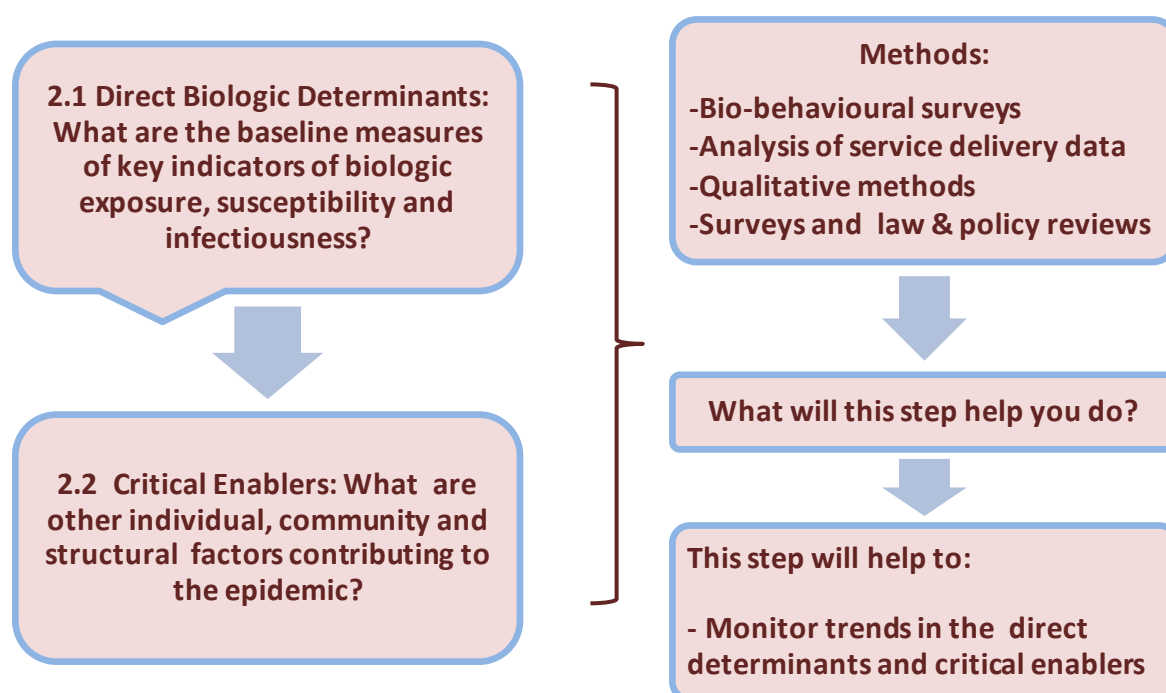 2.1 Direct Biologic Determinants:
What are the baseline measures
of key indicators of biologic
exposure, susceptibility and
infectiousness?
2.2 Critical Enablers: What are
other individual, community and
structural factors contributing to
the epidemic?
Methods:
-Bio-behavioural surveys
-Analysis of service delivery data
-Qualitative methods
-Surveys and law & policy reviews
What will this step help you do?
This step will help to:
- Monitor trends in the direct
determinants and critical enablers